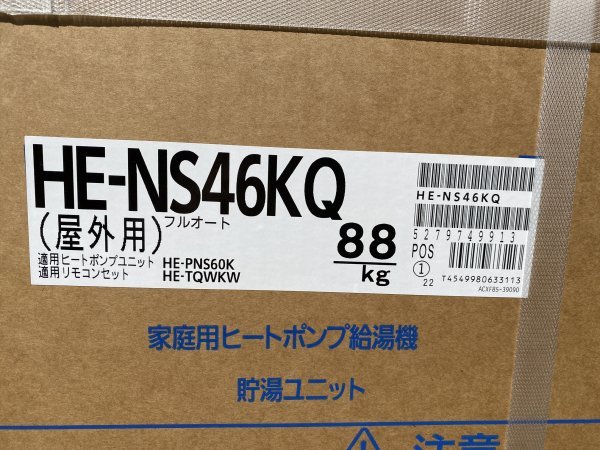 HE-NS46KQ
(屋外用)フルオート
適用ヒートポンプユニット HE-PNS60K
適用リモコンセット HE-TQWKW
88
kg
HE-NS46KQ
5279749913
POS
1
22
T4549980633113
ACXF85-39090
家庭用ヒートポンプ給湯機
貯湯ユニット
注意